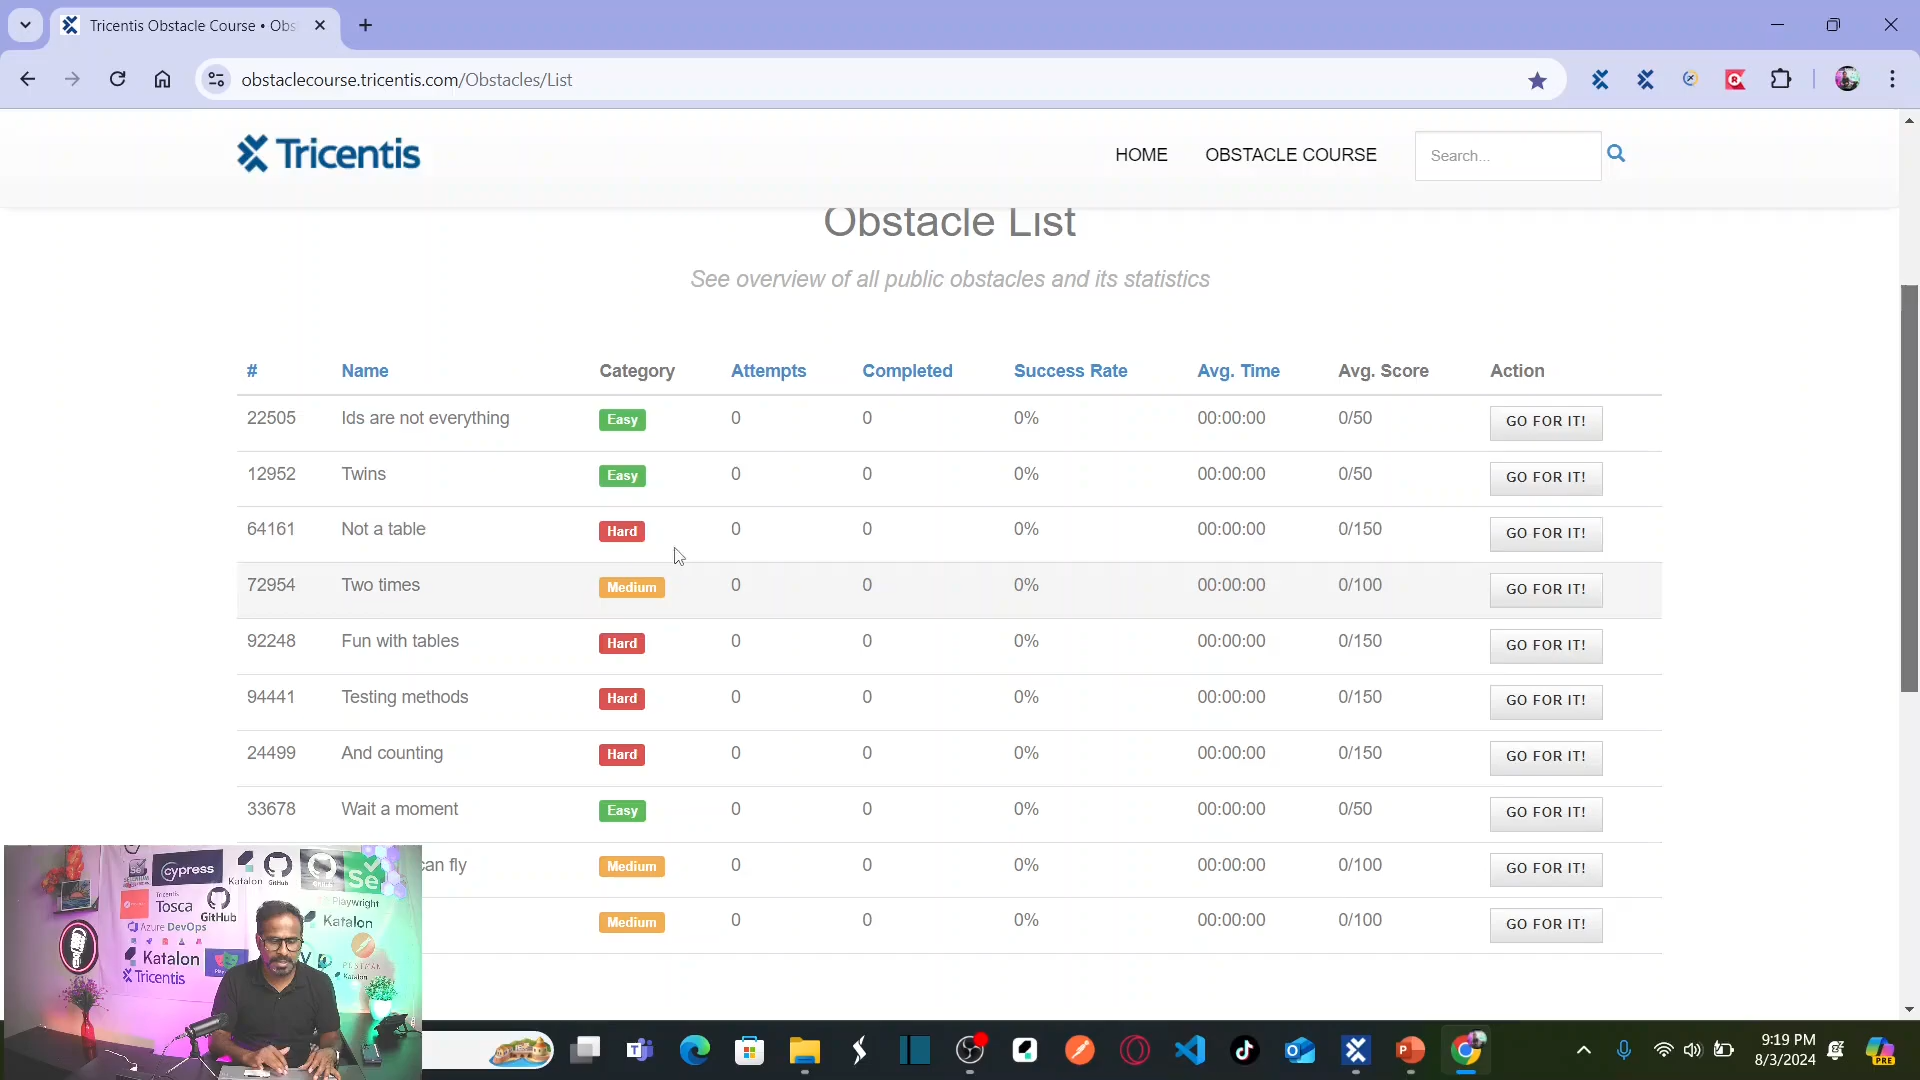 Tricentis Obstacle Course • Obs
obstaclecourse.tricentis.com/Obstacles/List
Tricentis
HOME
OBSTACLE COURSE
Search...
Obstacle List
See overview of all public obstacles and its statistics
# Name Category Attempts Completed Success Rate Avg. Time Avg. Score Action
22505 Ids are not everything Easy 0 0 0% 00:00:00 0/50 GO FOR IT!
12952 Twins Easy 0 0 0% 00:00:00 0/50 GO FOR IT!
64161 Not a table Hard 0 0 0% 00:00:00 0/150 GO FOR IT!
72954 Two times Medium 0 0 0% 00:00:00 0/100 GO FOR IT!
92248 Fun with tables Hard 0 0 0% 00:00:00 0/150 GO FOR IT!
94441 Testing methods Hard 0 0 0% 00:00:00 0/150 GO FOR IT!
24499 And counting Hard 0 0 0% 00:00:00 0/150 GO FOR IT!
33678 Wait a moment Easy 0 0 0% 00:00:00 0/50 GO FOR IT!
can fly Medium 0 0 0% 00:00:00 0/100 GO FOR IT!
Medium 0 0 0% 00:00:00 0/100 GO FOR IT!
cypress
Katalon
GitHub
Se
Tricentis
Tosca
GitHub
Playwright
Katalon
Azure DevOps
Katalon
Tricentis
POSTMAN
Katalon
9:19 PM
8/3/2024
PRE